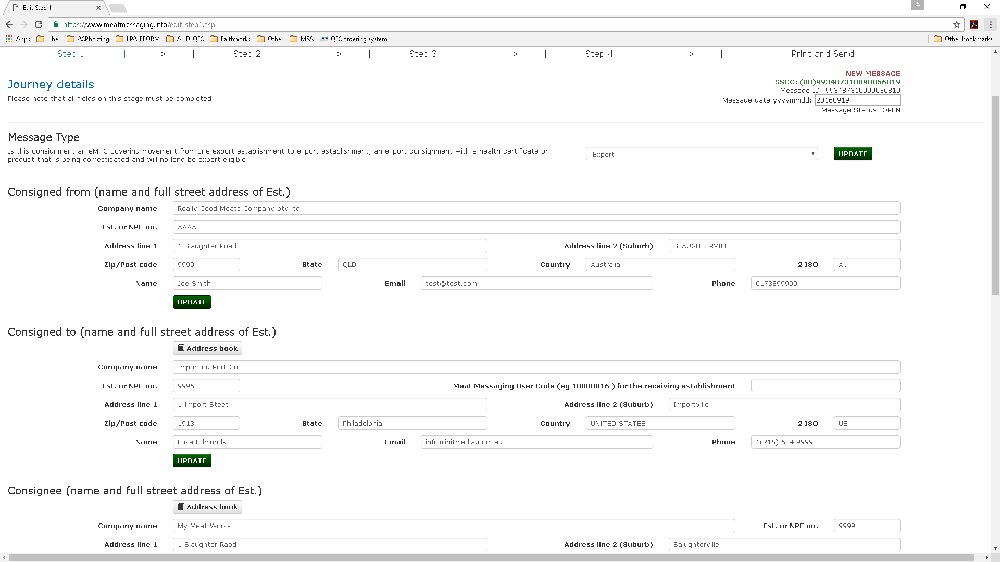 Edit Step 1
https://www.meatmessaging.info/edit-step1.asp
Apps Uber ASPhosting LPA_EFORM AHD_QFS Faithworks Other MSA QFS ordering system Other bookmarks
[ Step 1 ] --> [ Step 2 ] --> [ Step 3 ] --> [ Step 4 ] --> [ Print and Send ]
NEW MESSAGE
Journey details
SSCC: (00)993487310090056819
Message ID: 993487310090056819
Please note that all fields on this stage must be completed.
Message date yyyymmdd: 20160919
Message Status: OPEN
Message Type
Is this consignment an eMTC covering movement from one export establishment to export establishment, an export consignment with a health certificate or
product that is being domesticated and will no long be export eligible.
Export UPDATE
Consigned from (name and full street address of Est.)
Company name Really Good Meats Company pty ltd
Est. or NPE no. AAAA
Address line 1 1 Slaughter Road Address line 2 (Suburb) SLAUGHTERVILLE
Zip/Post code 9999 State QLD Country Australia 2 ISO AU
Name Joe Smith Email test@test.com Phone 6173899999
UPDATE
Consigned to (name and full street address of Est.)
Address book
Company name Importing Port Co
Est. or NPE no. 9996 Meat Messaging User Code (eg 10000016 ) for the receiving establishment
Address line 1 1 Import Steet Address line 2 (Suburb) Importville
Zip/Post code 19134 State Philadelphia Country UNITED STATES 2 ISO US
Name Luke Edmonds Email info@initmedia.com.au Phone 1(215) 634 9999
UPDATE
Consignee (name and full street address of Est.)
Address book
Company name My Meat Works Est. or NPE no. 9999
Address line 1 1 Slaughter Raod Address line 2 (Suburb) Salughterville